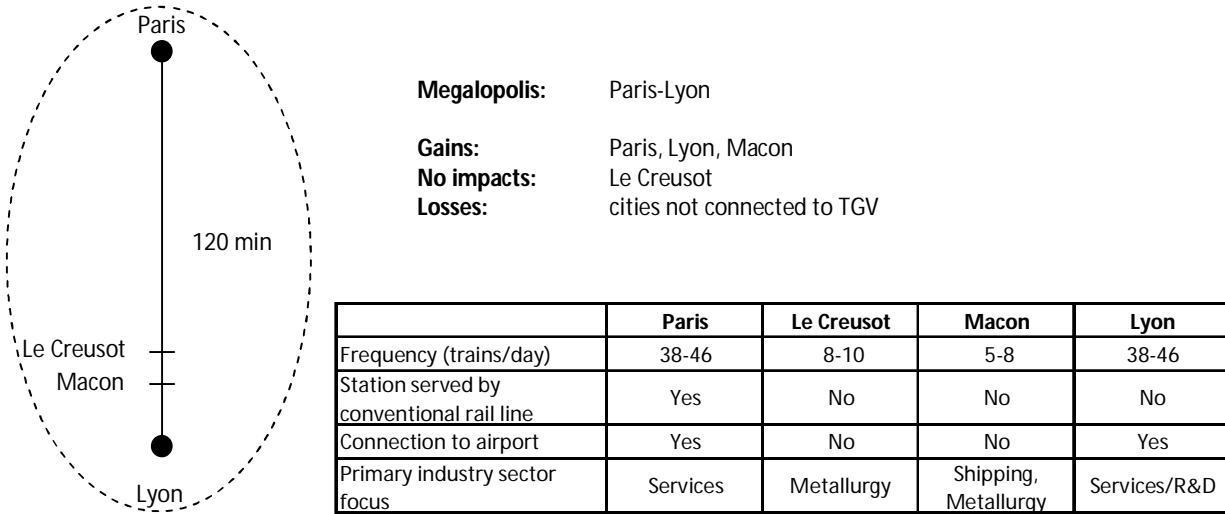 Paris
Megalopolis: Paris-Lyon
Gains: Paris, Lyon, Macon
No impacts: Le Creusot
Losses: cities not connected to TGV
120 min
Le Creusot
Macon
Lyon
Paris Le Creusot Macon Lyon
Frequency (trains/day) 38-46 8-10 5-8 38-46
Station served by
conventional rail line Yes No No No
Connection to airport Yes No No Yes
Primary industry sector
focus Services Metallurgy Shipping,
Metallurgy Services/R&D